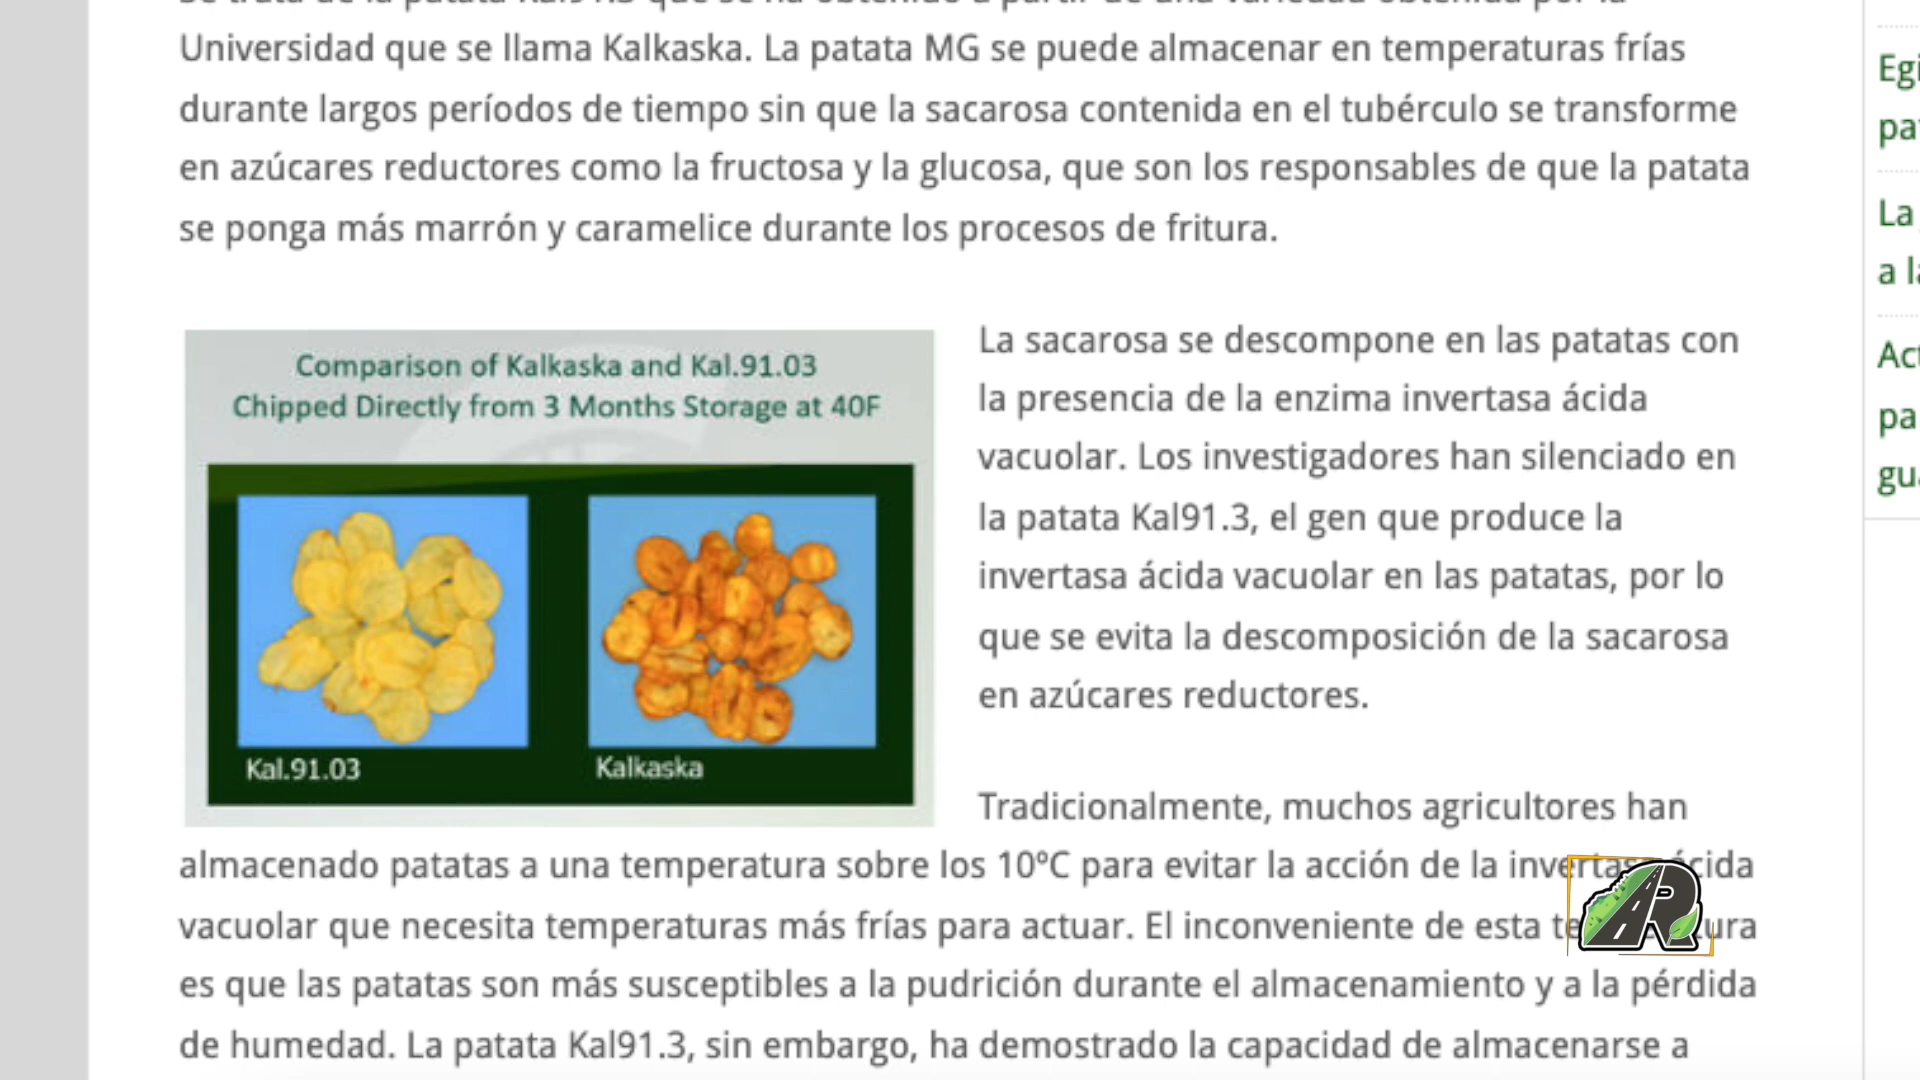 Universidad que se llama Kalkaska. La patata MG se puede almacenar en temperaturas frías
durante largos períodos de tiempo sin que la sacarosa contenida en el tubérculo se transforme
en azúcares reductores como la fructosa y la glucosa, que son los responsables de que la patata
se ponga más marrón y caramelice durante los procesos de fritura.
Comparison of Kalkaska and Kal.91.03
Chipped Directly from 3 Months Storage at 40F
Kal.91.03
Kalkaska
La sacarosa se descompone en las patatas con
la presencia de la enzima invertasa ácida
vacuolar. Los investigadores han silenciado en
la patata Kal91.3, el gen que produce la
invertasa ácida vacuolar en las patatas, por lo
que se evita la descomposición de la sacarosa
en azúcares reductores.
Tradicionalmente, muchos agricultores han
almacenado patatas a una temperatura sobre los 10ºC para evitar la acción de la
vacuolar que necesita temperaturas más frías para actuar. El inconveniente de esta
es que las patatas son más susceptibles a la pudrición durante el almacenamiento y a la pérdida
de humedad. La patata Kal91.3, sin embargo, ha demostrado la capacidad de almacenarse a
La
a
R